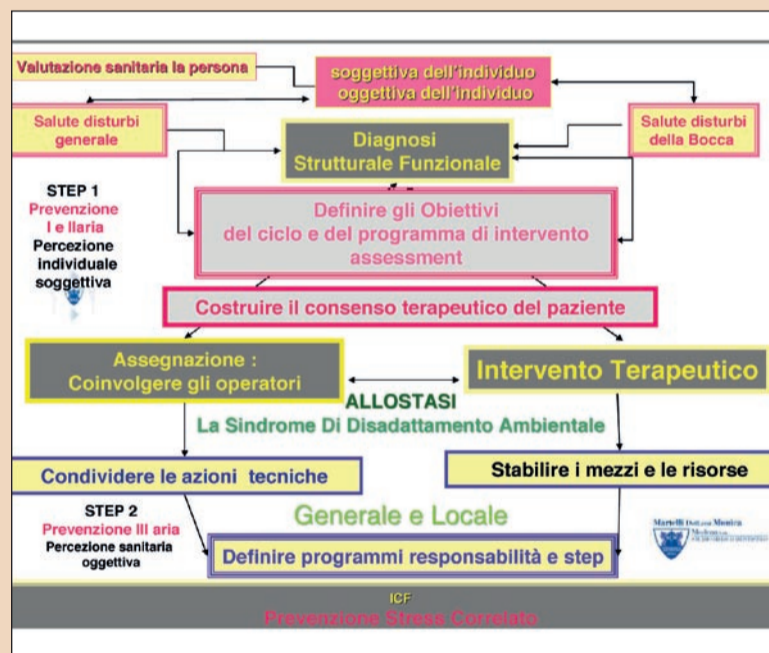 Valutazione sanitaria la persona
soggettiva dell'individuo
oggettiva dell'individuo
Salute disturbi
generale
Diagnosi
Strutturale Funzionale
Salute disturbi
della Bocca
STEP 1
Prevenzione
I e IIaria
Percezione
individuale
soggettiva
Definire gli Obiettivi
del ciclo e del programma di intervento
assessment
Costruire il consenso terapeutico del paziente
Assegnazione :
Coinvolgere gli operatori
Intervento Terapeutico
ALLOSTASI
La Sindrome Di Disadattamento Ambientale
Condividere le azioni tecniche
Stabilire i mezzi e le risorse
STEP 2
Prevenzione III aria
Percezione sanitaria
oggettiva
Generale e Locale
Martelli Dott.ssa Monica
Definire programmi responsabilità e step
ICF
Prevenzione Stress Correlato